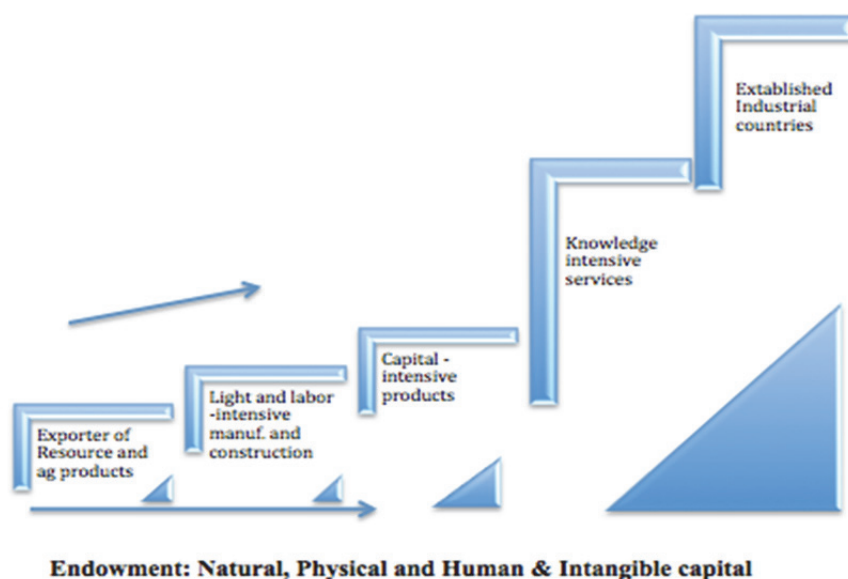 Extablished
Industrial
countries
Knowledge
intensive
services
Capital -
intensive
products
Light and labor
-intensive
manuf. and
construction
Exporter of
Resource and
ag products
Endowment: Natural, Physical and Human & Intangible capital